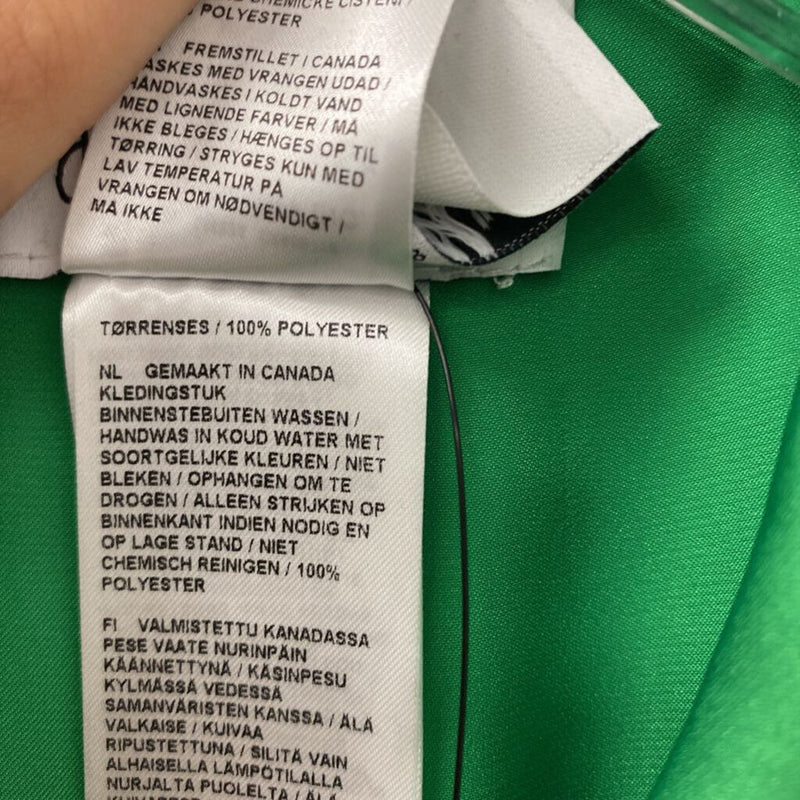 CHEMICKE CISTENI /
POLYESTER
FREMSTILLET I CANADA
VASKES MED VRANGEN UDAD /
HANDVASKES I KOLDT VAND
MED LIGNENDE FARVER / MÅ
IKKE BLEGES / HÆNGES OP TIL
TØRRING / STRYGES KUN MED
LAV TEMPERATUR PÅ
VRANGEN OM NØDVENDIGT /
MÅ IKKE
TØRRENSES / 100% POLYESTER
NL GEMAAKT IN CANADA
KLEDINGSTUK
BINNENSTEBUITEN WASSEN /
HANDWAS IN KOUD WATER MET
SOORTGELIJKE KLEUREN / NIET
BLEKEN / OPHANGEN OM TE
DROGEN / ALLEEN STRIJKEN OP
BINNENKANT INDIEN NODIG EN
OP LAGE STAND / NIET
CHEMISCH REINIGEN / 100%
POLYESTER
FI VALMISTETTU KANADASSA
PESE VAATE NURINPÄIN
KÄÄNNETTYNÄ / KÄSINPESU
KYLMÄSSÄ VEDESSÄ
SAMANVÄRISTEN KANSSA / ÄLÄ
VALKAISE / KUIVAA
RIPUSTETTUNA / SILITÄ VAIN
ALHAISELLA LÄMPÖTILALLA
NURJALTA PUOLELTA / ÄLÄ